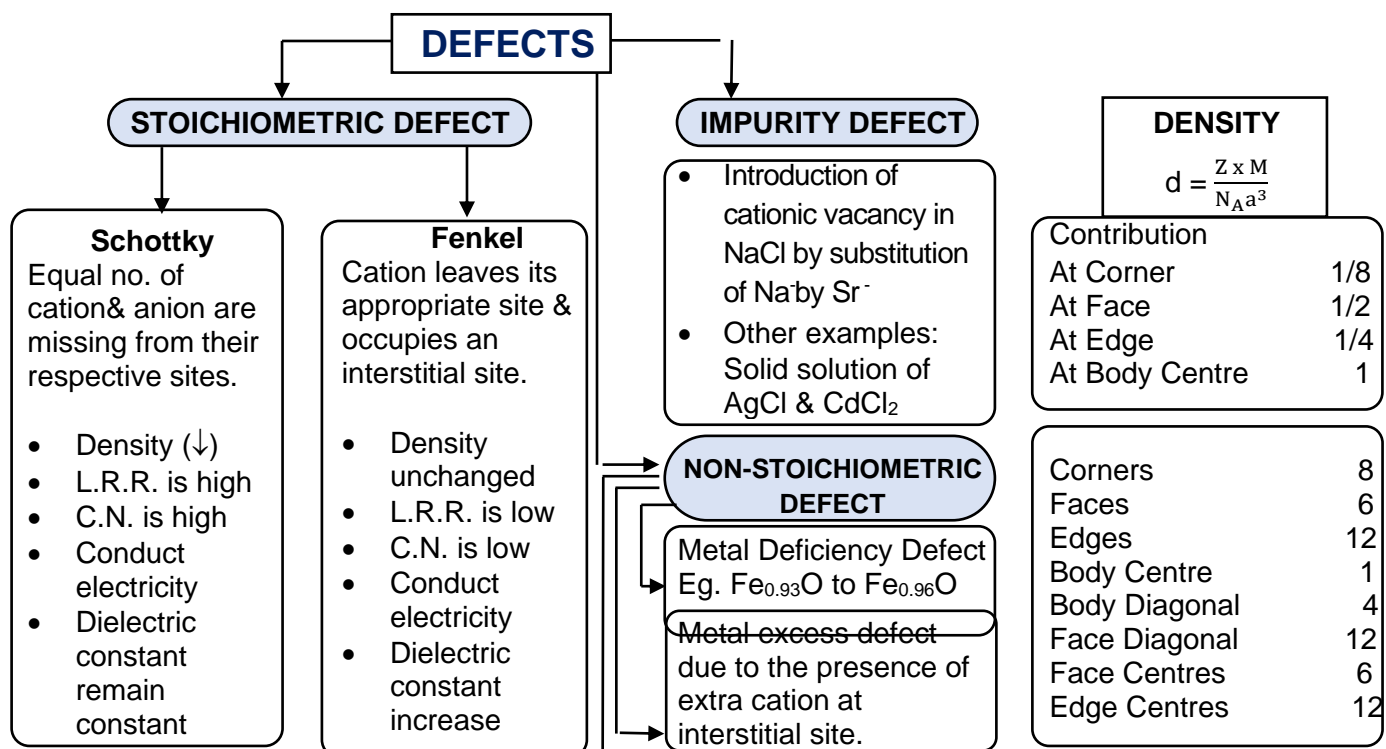 DEFECTS
STOICHIOMETRIC DEFECT
Schottky
Equal no. of
cation& anion are
missing from their
respective sites.
• Density (↓)
• L.R.R. is high
• C.N. is high
• Conduct
electricity
• Dielectric
constant
remain
constant
Fenkel
Cation leaves its
appropriate site &
occupies an
interstitial site.
• Density
unchanged
• L.R.R. is low
• C.N. is low
• Conduct
electricity
• Dielectric
constant
increase
IMPURITY DEFECT
• Introduction of
cationic vacancy in
NaCl by substitution
of Na⁻by Sr⁻
• Other examples:
Solid solution of
AgCl & CdCl₂
NON-STOICHIOMETRIC
DEFECT
Metal Deficiency Defect
Eg. Fe₀.₉₃O to Fe₀.₉₆O
Metal excess defect
due to the presence of
extra cation at
interstitial site.
DENSITY
d = Z x M / N_A a³
Contribution
At Corner 1/8
At Face 1/2
At Edge 1/4
At Body Centre 1
Corners 8
Faces 6
Edges 12
Body Centre 1
Body Diagonal 4
Face Diagonal 12
Face Centres 6
Edge Centres 12